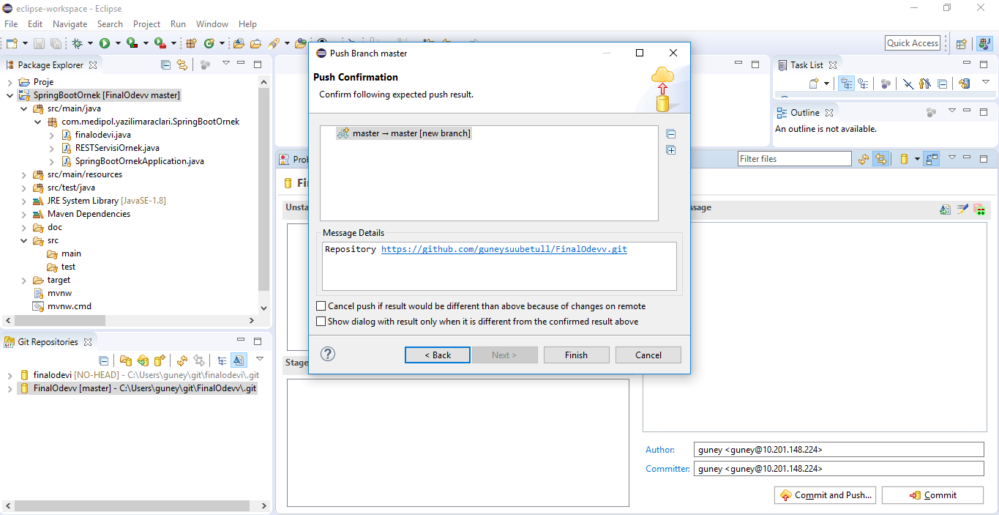 eclipse-workspace - Eclipse
File Edit Navigate Search Project Run Window Help
Quick Access
Package Explorer
Proje
SpringBootOrnek [FinalOdevv master]
src/main/java
com.medipol.yazilimaraclari.SpringBootOrnek
finalodevi.java
RESTServisiOrnek.java
SpringBootOrnekApplication.java
src/main/resources
src/test/java
JRE System Library [JavaSE-1.8]
Maven Dependencies
doc
src
main
test
target
mvnw
mvnw.cmd
Git Repositories
finalodevi [NO-HEAD] - C:\Users\guney\git\finalodevi\.git
FinalOdevv [master] - C:\Users\guney\git\FinalOdevv\.git
Push Branch master
Push Confirmation
Confirm following expected push result.
master → master [new branch]
Message Details
Repository https://github.com/guneysuubetull/FinalOdevv.git
Cancel push if result would be different than above because of changes on remote
Show dialog with result only when it is different from the confirmed result above
< Back
Next >
Finish
Cancel
Task List
Outline
An outline is not available.
Prob
Filter files
Fi
Unsta
ssage
Stage
Author: guney <guney@10.201.148.224>
Committer: guney <guney@10.201.148.224>
Commit and Push...
Commit